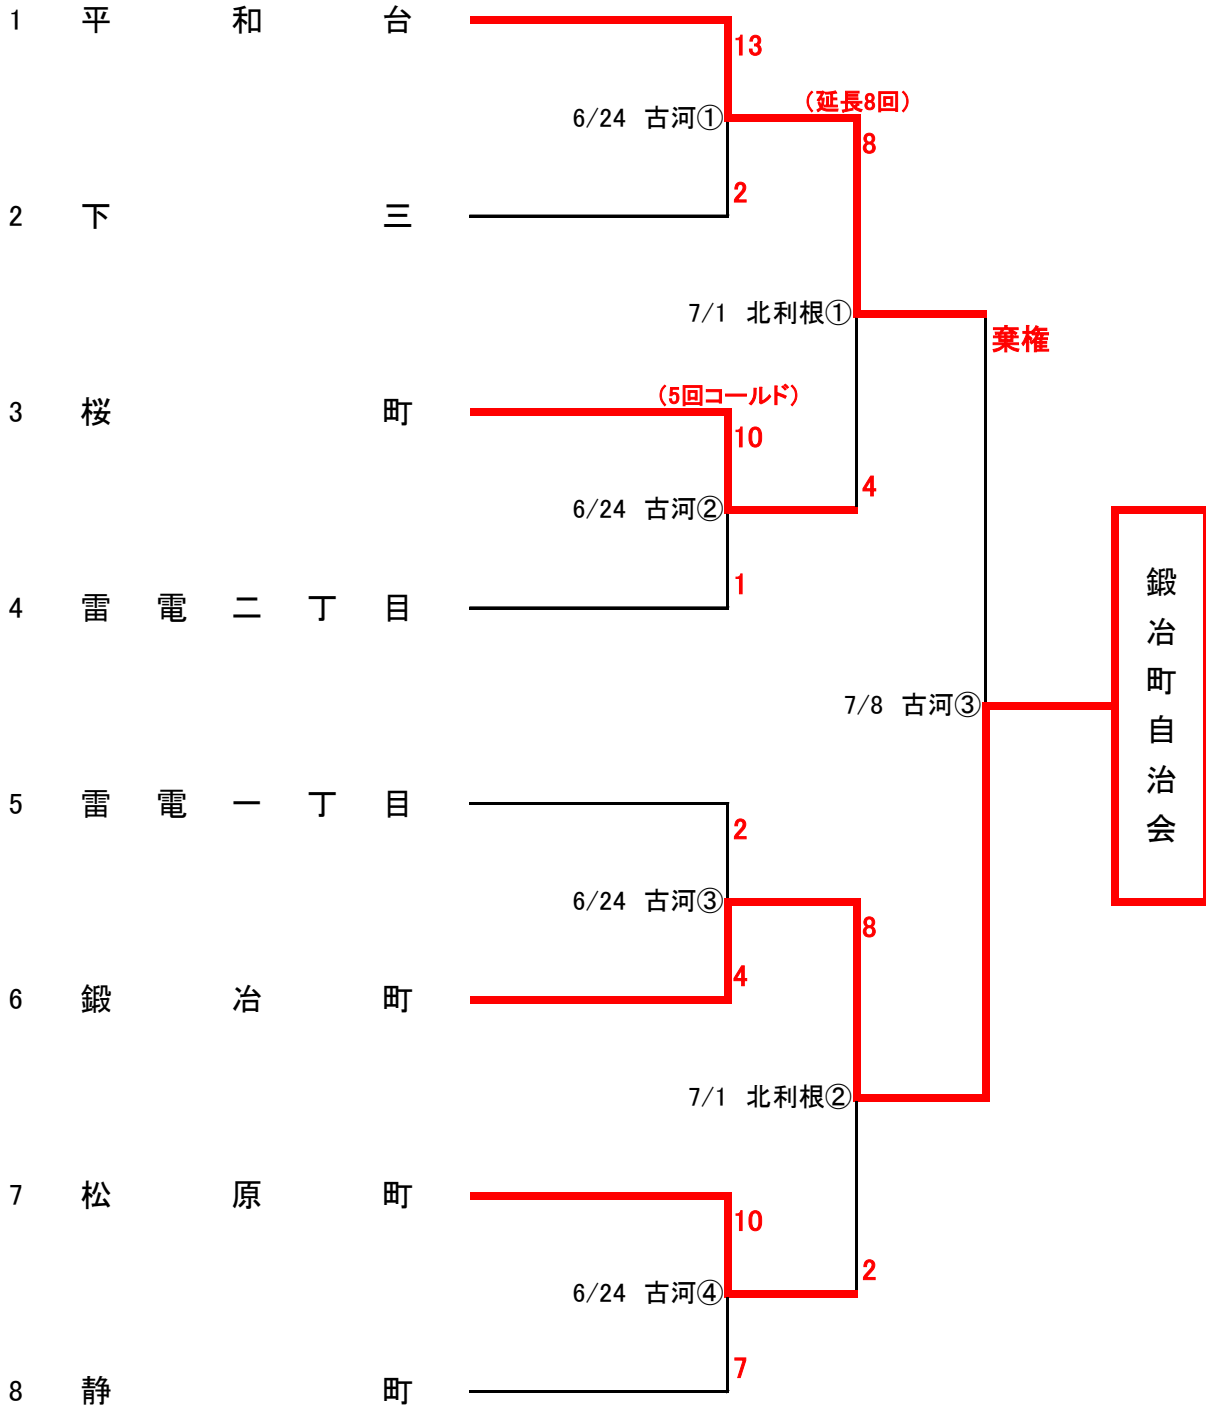 1 平和台
13
(延長8回)
6/24 古河①
8
2
2 下三
7/1 北利根①
棄権
(5回コールド)
3 桜町
10
4
6/24 古河②
1
4 雷電二丁目
鍛冶町自治会
7/8 古河③
5 雷電一丁目
2
6/24 古河③
8
4
6 鍛冶町
7/1 北利根②
7 松原町
10
2
6/24 古河④
7
8 静町